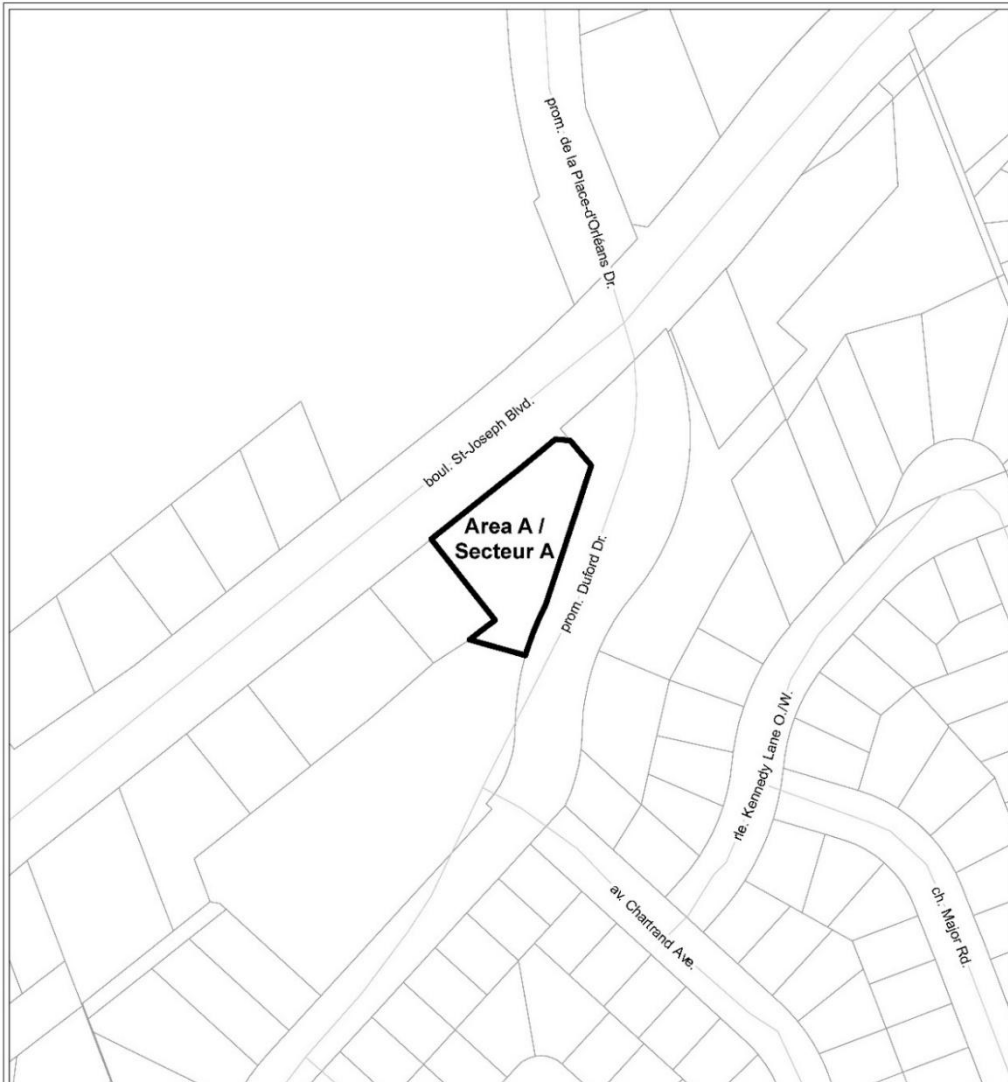 prom. de la Place-d'Orléans Dr.
boul. St-Joseph Blvd.
Area A /
Secteur A
prom. Duford Dr.
rle. Kennedy Lane O./W.
av. Chartrand Ave.
ch. Major Rd.